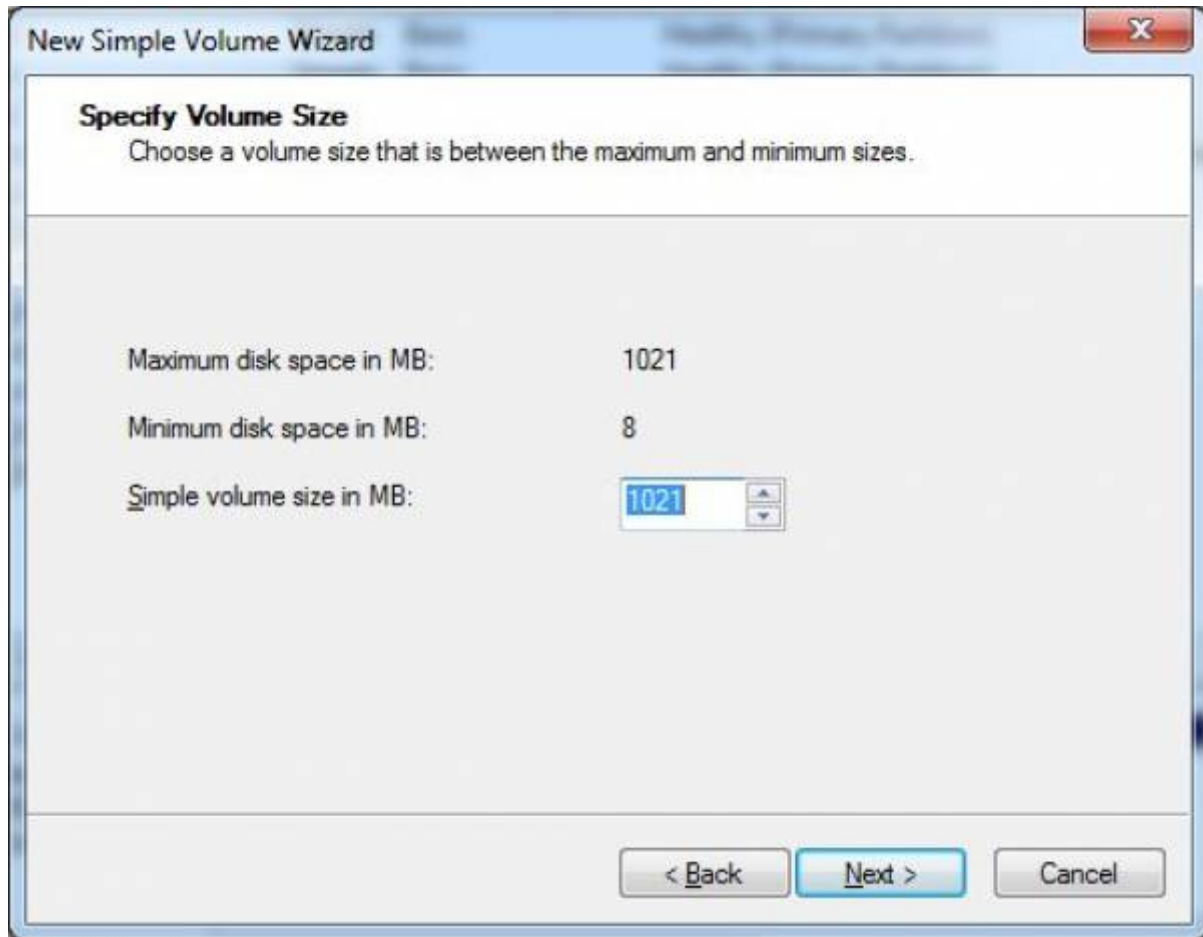 New Simple Volume Wizard
Specify Volume Size
Choose a volume size that is between the maximum and minimum sizes.
Maximum disk space in MB: 1021
Minimum disk space in MB: 8
Simple volume size in MB: 1021
< Back Next > Cancel